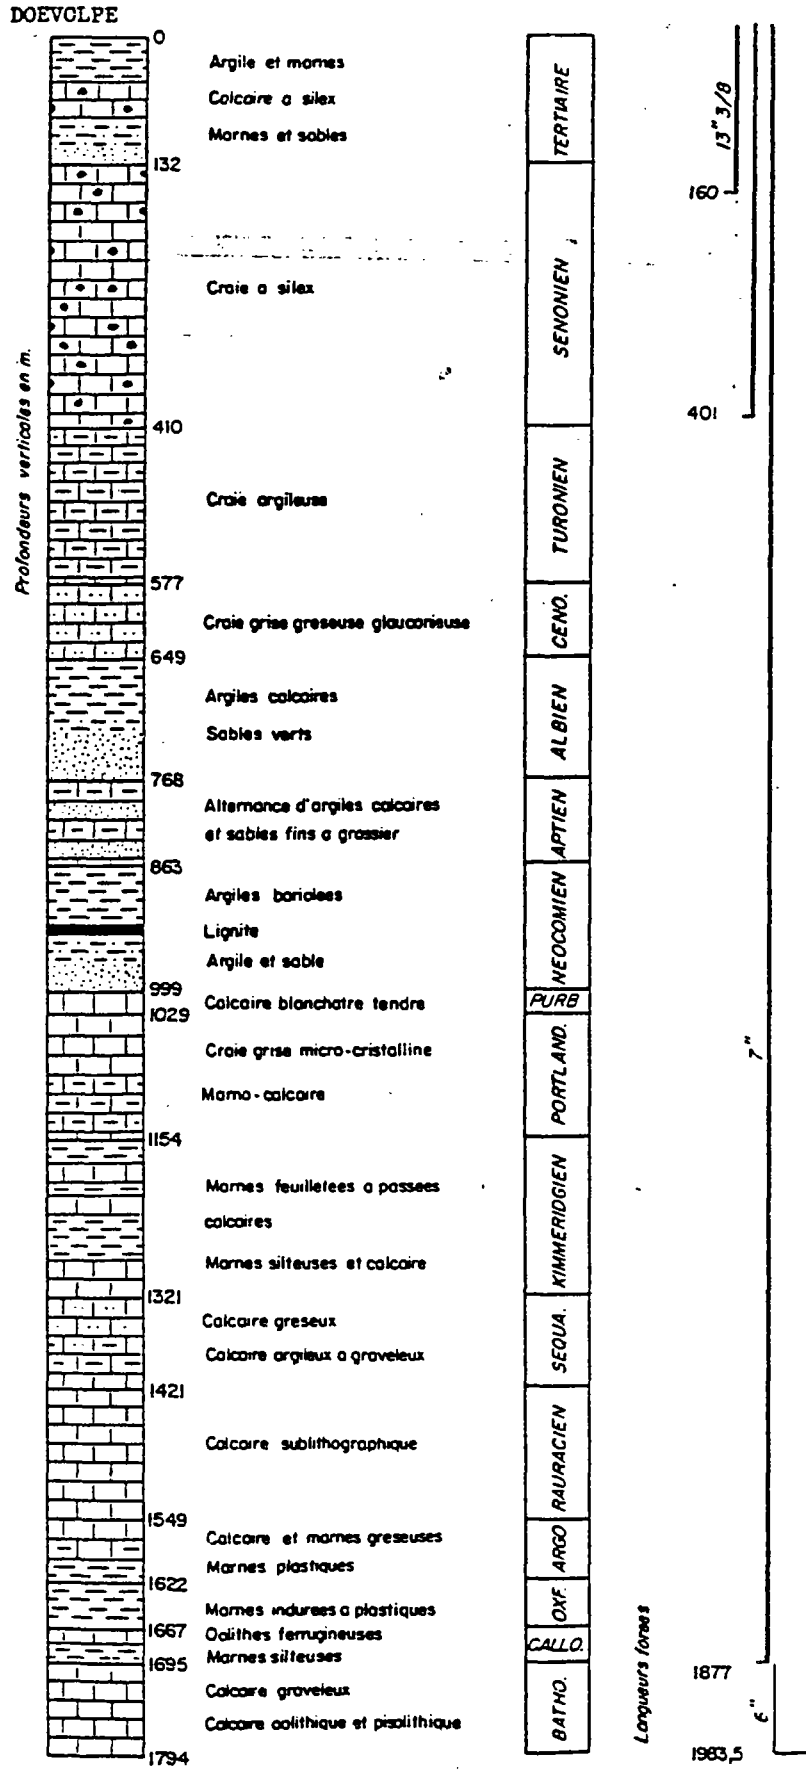 DOEVCLPE
0
Argile et marnes
Calcaire a silex
Marnes et sables
TERTIAIRE
13" 3/8
132
160
Craie a silex
SENONIEN
Profondeurs verticales en m.
401
410
Craie argileuse
TURONIEN
577
Craie grise greseuse glauconieuse
CENO.
649
Argiles calcaires
Sables verts
ALBIEN
768
Alternance d'argiles calcaires
et sables fins a grossier
APTIEN
863
Argiles bariolees
Lignite
Argile et sable
NEOCOMIEN
999
Calcaire blanchatre tendre
PURB
1029
Craie grise micro-cristalline
Marno-calcaire
PORTLAND.
7"
1154
Marnes feuilletees a passees
calcaires
Marnes silteuses et calcaire
KIMMERIDGIEN
1321
Calcaire greseux
Calcaire argileux a graveleux
SEQUA.
1421
Calcaire sublithographique
RAURACIEN
1549
Calcaire et marnes greseuses
Marnes plastiques
ARGO
1622
Marnes indurees a plastiques
OXF.
1667
Oolithes ferrugineuses
Marnes silteuses
CALLO.
1695
Calcaire graveleux
Calcaire oolithique et pisolithique
BATHO.
Longueurs forees
1877
6"
1983,5
1794